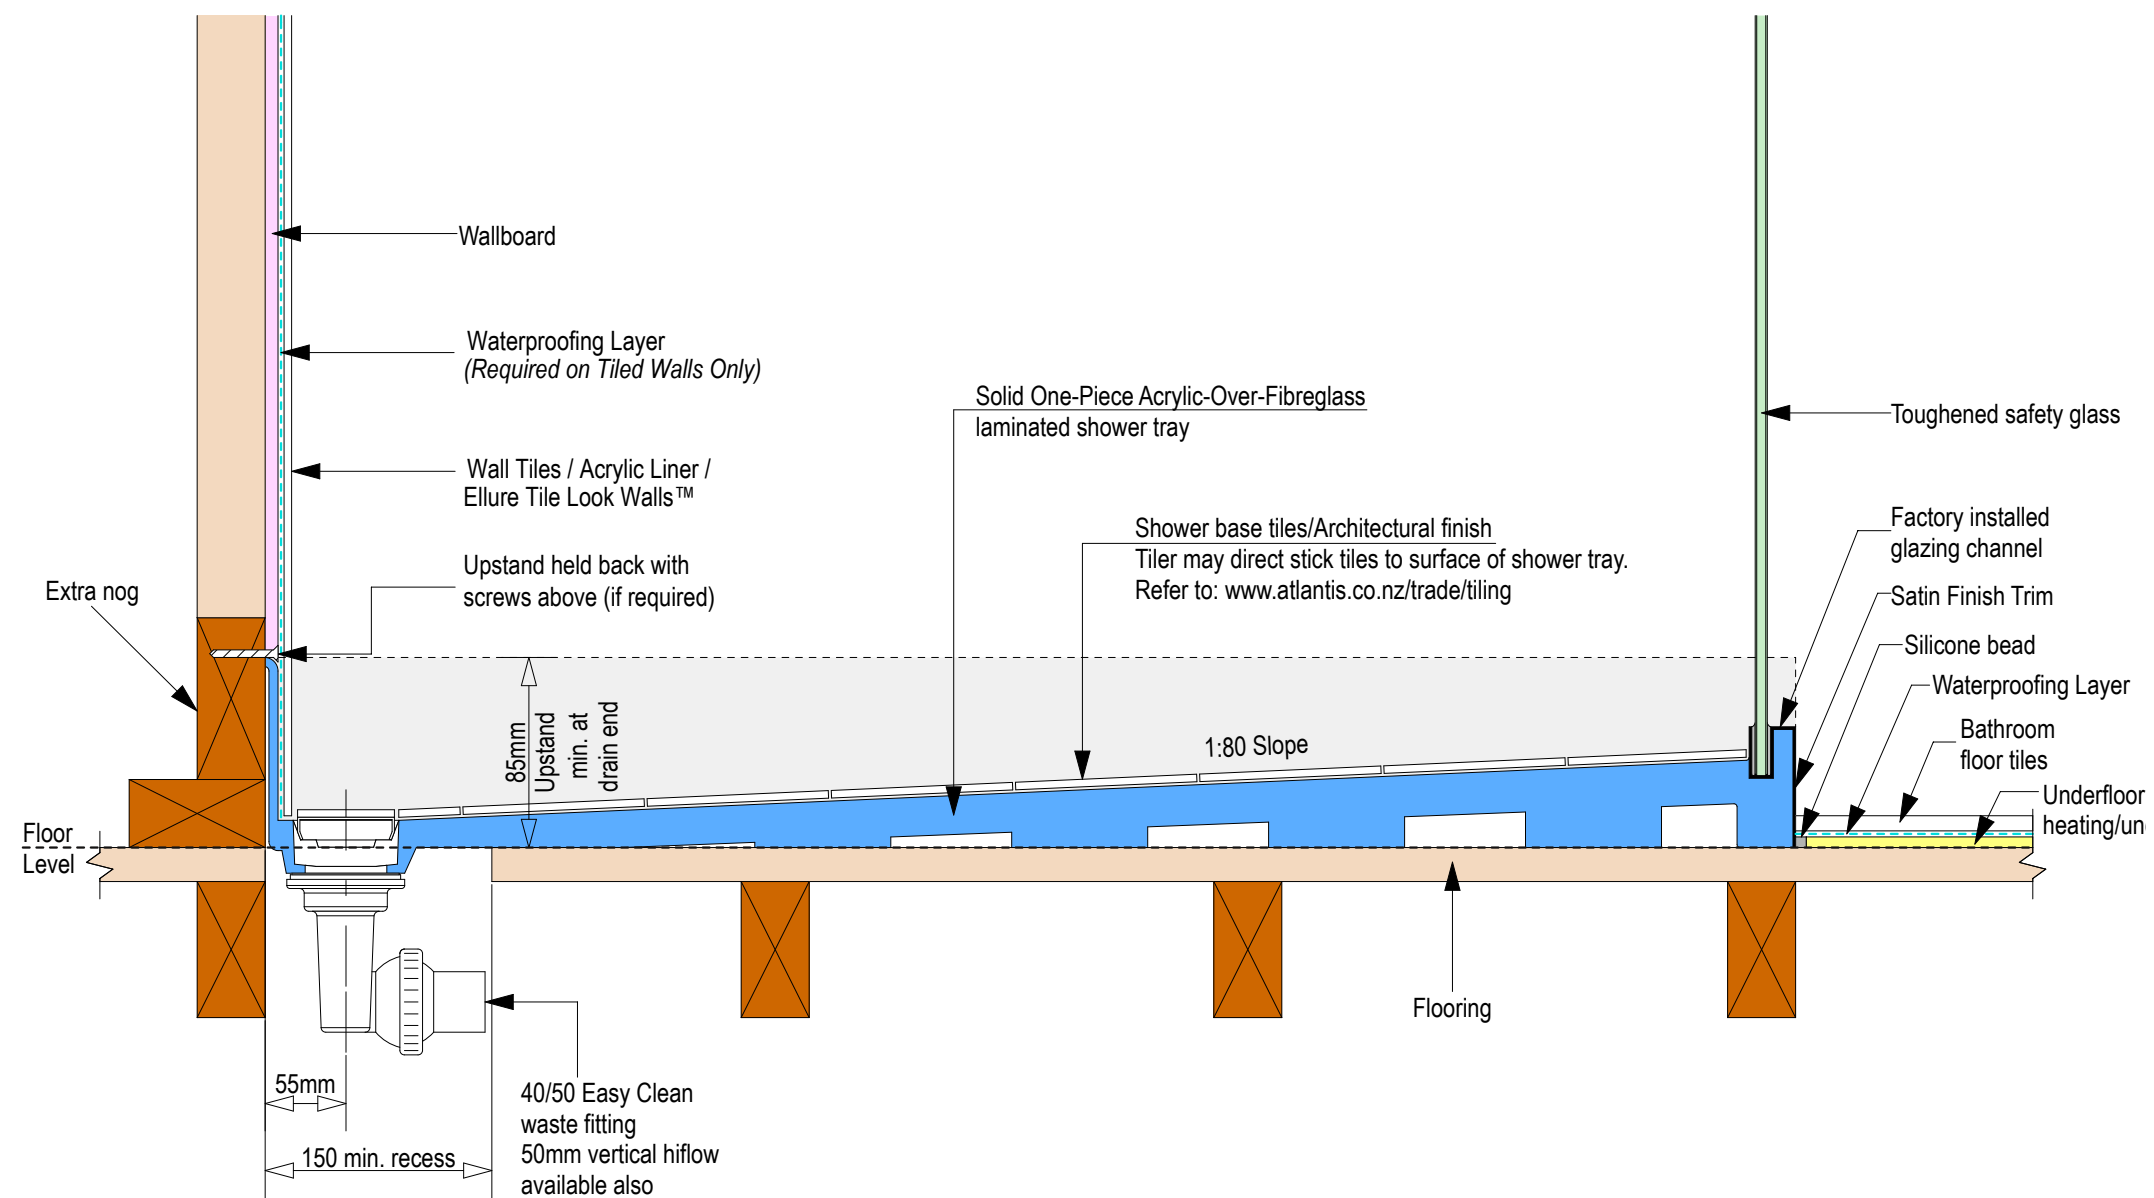 Wallboard
Waterproofing Layer
(Required on Tiled Walls Only)
Solid One-Piece Acrylic-Over-Fibreglass
laminated shower tray
Toughened safety glass
Wall Tiles / Acrylic Liner /
Ellure Tile Look Walls™
Shower base tiles/Architectural finish
Tiler may direct stick tiles to surface of shower tray.
Refer to: www.atlantis.co.nz/trade/tiling
Factory installed
glazing channel
Upstand held back with
screws above (if required)
Extra nog
Satin Finish Trim
Silicone bead
Waterproofing Layer
Bathroom
floor tiles
85mm
Upstand
min. at
drain end
1:80 Slope
Underfloor
heating/un
Floor
Level
Flooring
55mm
40/50 Easy Clean
waste fitting
50mm vertical hiflow
available also
150 min. recess